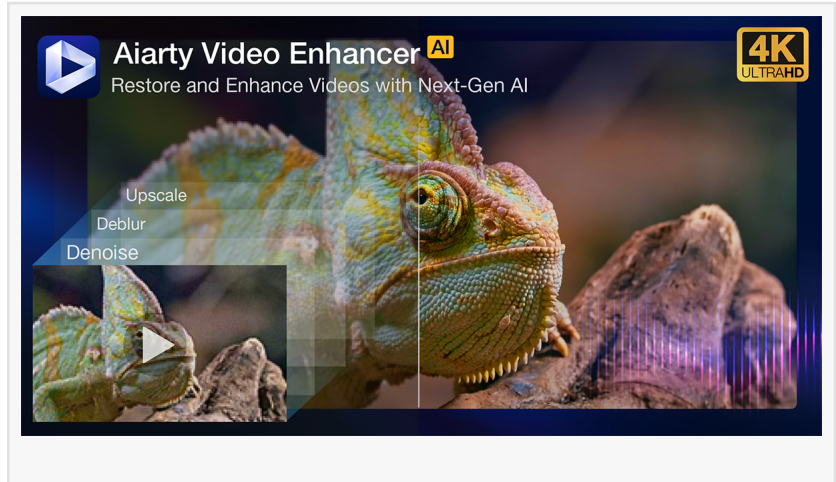 Aiarty Video Enhancer AI
Restore and Enhance Videos with Next-Gen AI
4K
ULTRAHD
Upscale
Deblur
Denoise